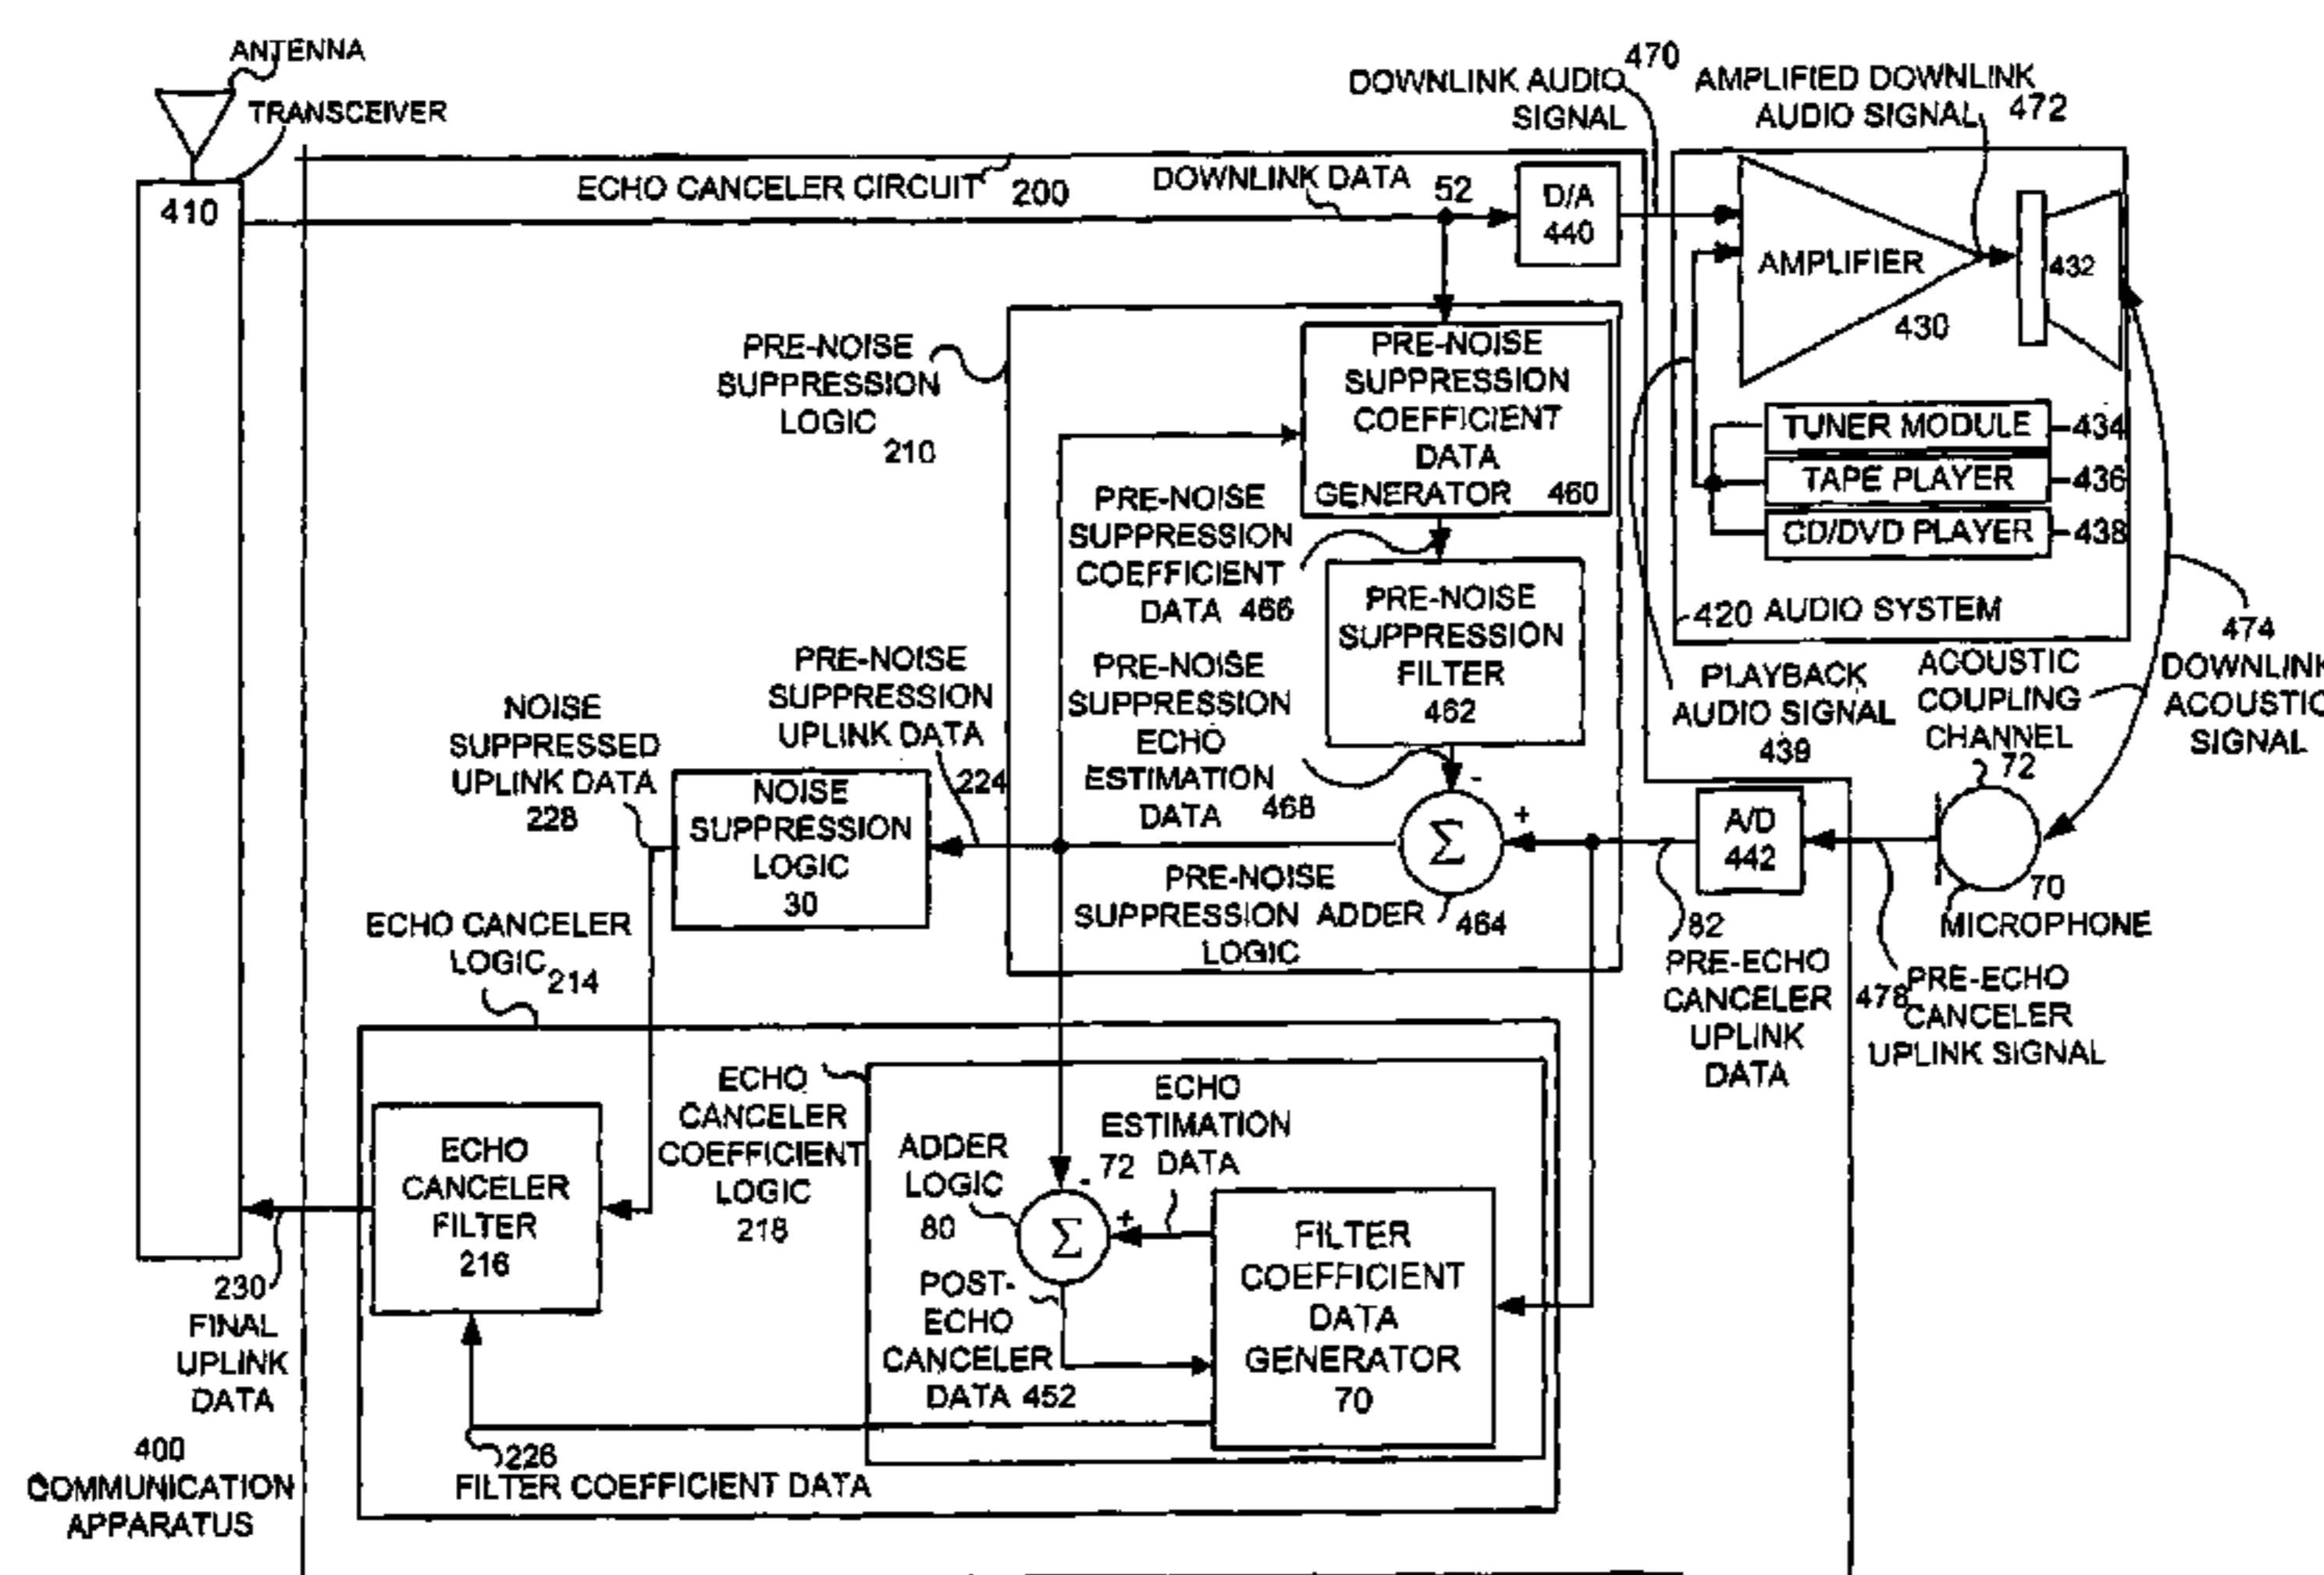 ANTENNA
TRANSCEIVER
410
ECHO CANCELER CIRCUIT 200
DOWNLINK DATA 52
D/A
440
DOWNLINK AUDIO 470
SIGNAL
AMPLIFIED DOWNLINK
AUDIO SIGNAL 472
AMPLIFIER
430
432
TUNER MODULE 434
TAPE PLAYER 436
CD/DVD PLAYER 438
420 AUDIO SYSTEM
PRE-NOISE
SUPPRESSION
LOGIC
210
PRE-NOISE
SUPPRESSION
COEFFICIENT
DATA
GENERATOR 460
PRE-NOISE
SUPPRESSION
COEFFICIENT
DATA 466
PRE-NOISE
SUPPRESSION
FILTER
462
PRE-NOISE
SUPPRESSION
ECHO
ESTIMATION
DATA 468
PLAYBACK
AUDIO SIGNAL
439
ACOUSTIC
COUPLING
CHANNEL
72
474
DOWNLINK
ACOUSTIC
SIGNAL
NOISE
SUPPRESSED
UPLINK DATA
228
PRE-NOISE
SUPPRESSION
UPLINK DATA
224
NOISE
SUPPRESSION
LOGIC
30
-
+
Σ
PRE-NOISE
SUPPRESSION ADDER 464
LOGIC
A/D
442
70
MICROPHONE
82
PRE-ECHO
CANCELER
UPLINK
DATA
478 PRE-ECHO
CANCELER
UPLINK SIGNAL
ECHO CANCELER
LOGIC 214
ECHO
CANCELER
FILTER
216
ECHO
CANCELER
COEFFICIENT
LOGIC
218
ADDER
LOGIC
80
ECHO
ESTIMATION
72 DATA
-
+
Σ
POST-
ECHO
CANCELER
DATA 452
FILTER
COEFFICIENT
DATA
GENERATOR
70
230
FINAL
UPLINK
DATA
226
FILTER COEFFICIENT DATA
400
COMMUNICATION
APPARATUS